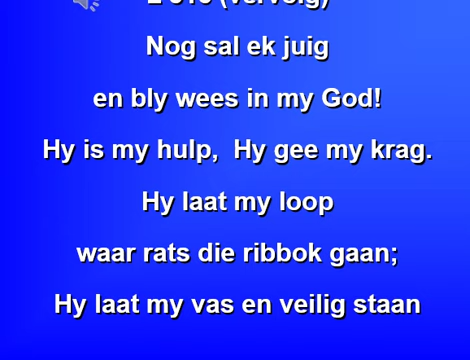 (vervolg)
Nog sal ek juig
en bly wees in my God!
Hy is my hulp,  Hy gee my krag.
Hy laat my loop
waar rats die ribbok gaan;
Hy laat my vas en veilig staan